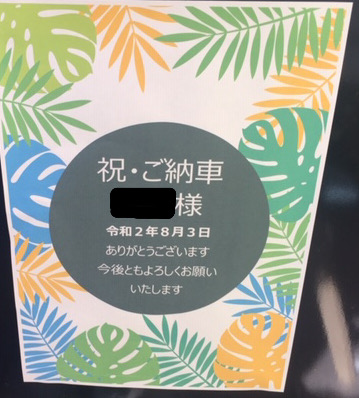 祝・ご納車
様
令和2年8月3日
ありがとうございます
今後ともよろしくお願い
いたします